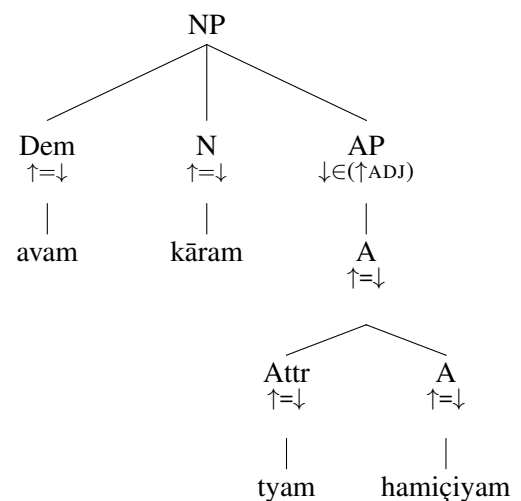 NP
Dem N AP
↑=↓ ↑=↓ ↓∈(↑ADJ)
avam kāram A
↑=↓
Attr A
↑=↓ ↑=↓
tyam hamiçiyam